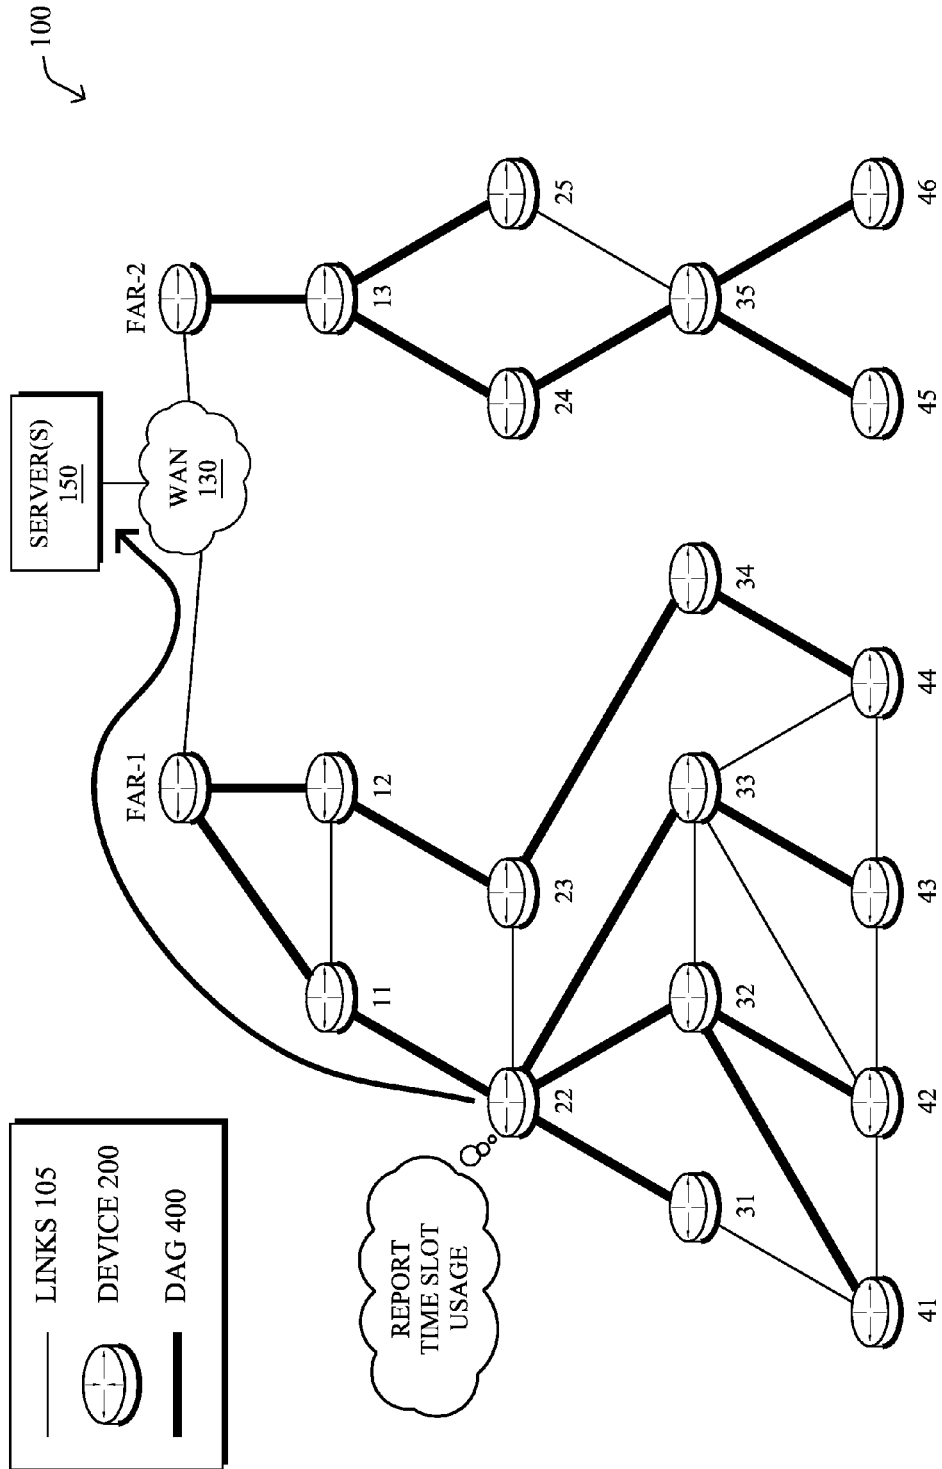 100
LINKS 105
DEVICE 200
DAG 400
SERVER(S)
150
WAN
130
FAR-1
FAR-2
11
12
13
REPORT
TIME SLOT
USAGE
22
23
24
25
31
32
33
34
35
41
42
43
44
45
46